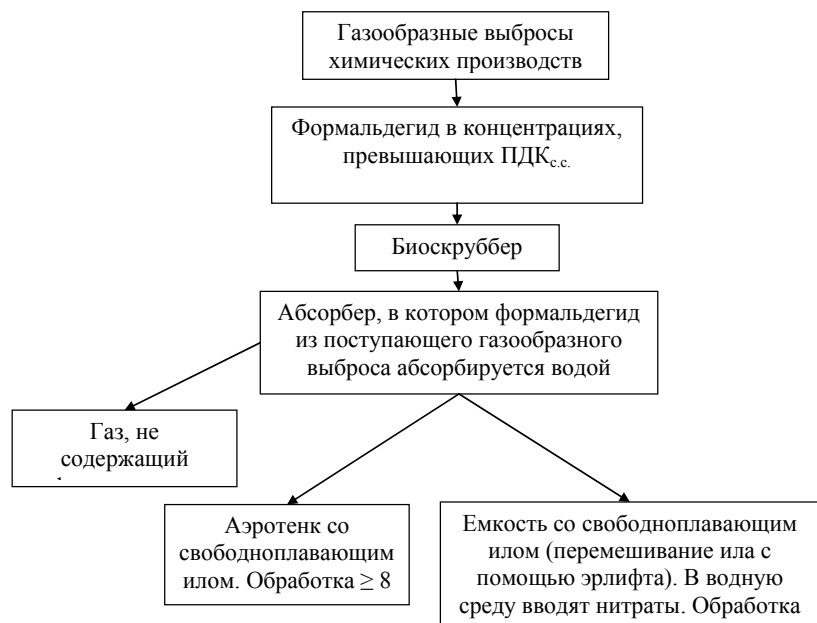 Газообразные выбросы
химических производств
Формальдегид в концентрациях,
превышающих ПДКс.с.
Биоскруббер
Абсорбер, в котором формальдегид
из поступающего газообразного
выброса абсорбируется водой
Газ, не
содержащий
Аэротенк со
свободноплавающим
илом. Обработка ≥ 8
Емкость со свободноплавающим
илом (перемешивание ила с
помощью эрлифта). В водную
среду вводят нитраты. Обработка